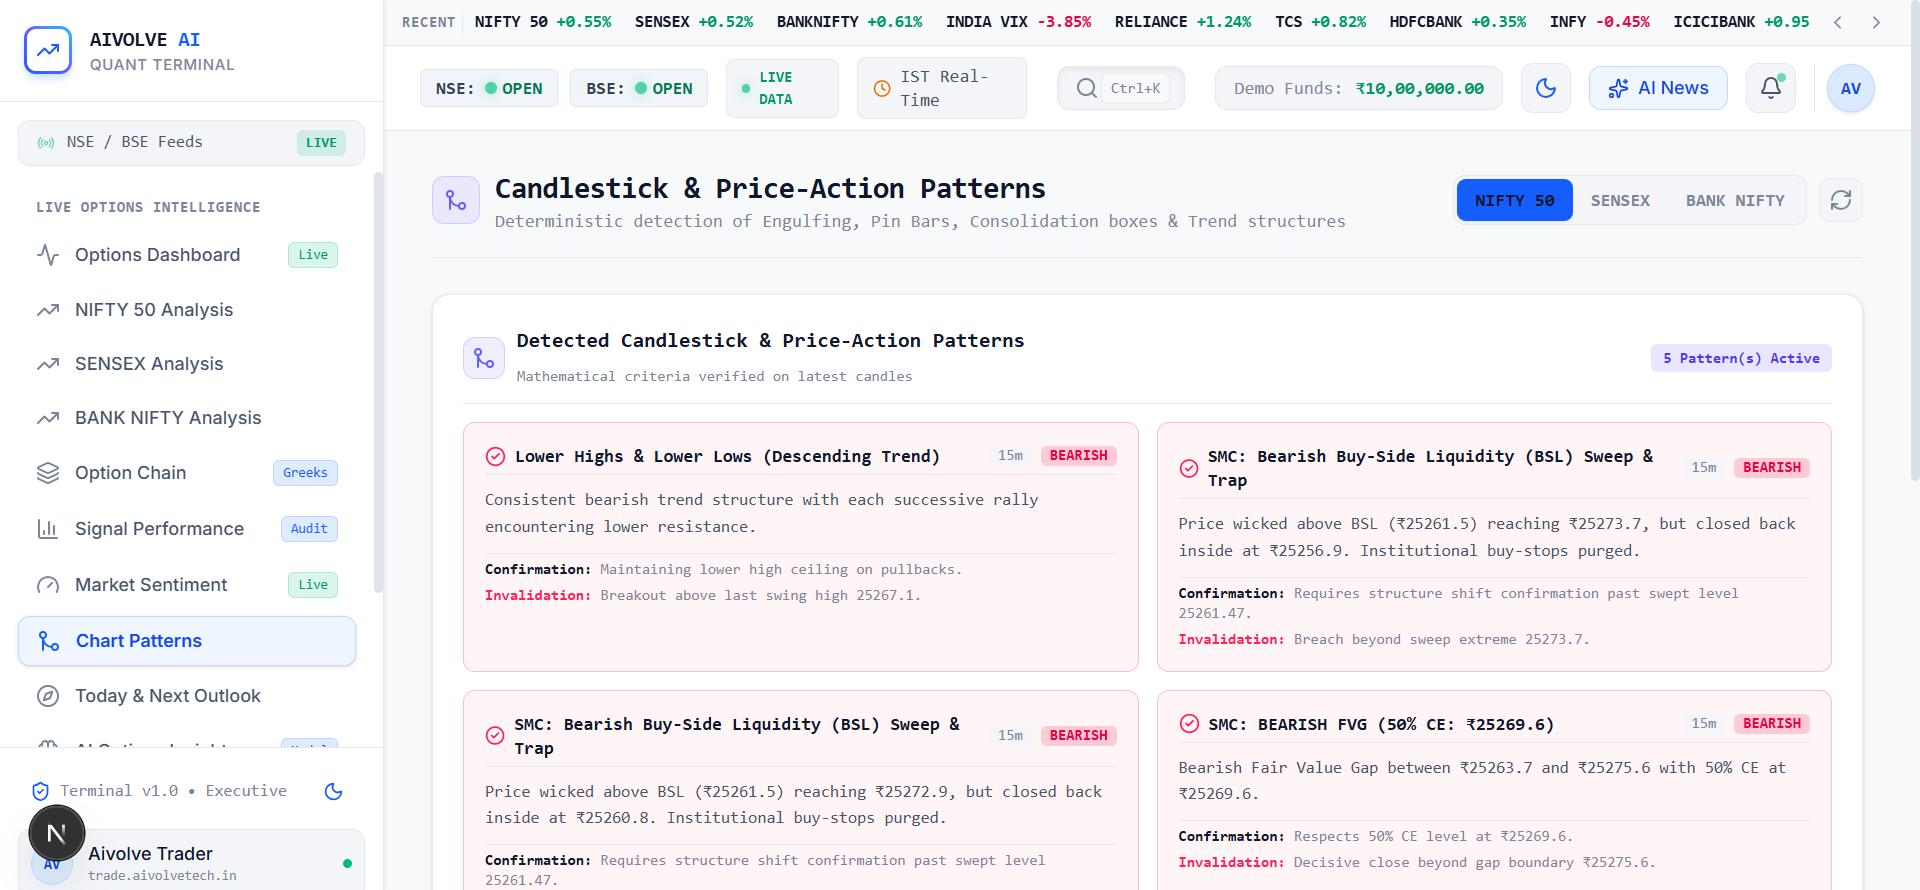 AIVOLVE AI
QUANT TERMINAL
NSE / BSE Feeds LIVE
LIVE OPTIONS INTELLIGENCE
Options Dashboard Live
NIFTY 50 Analysis
SENSEX Analysis
BANK NIFTY Analysis
Option Chain Greeks
Signal Performance Audit
Market Sentiment Live
Chart Patterns
Today & Next Outlook
Terminal v1.0 • Executive
N
AV
Aivolve Trader
trade.aivolvetech.in
RECENT NIFTY 50 +0.55% SENSEX +0.52% BANKNIFTY +0.61% INDIA VIX -3.85% RELIANCE +1.24% TCS +0.82% HDFCBANK +0.35% INFY -0.45% ICICIBANK +0.95
NSE: OPEN
BSE: OPEN
LIVE
DATA
IST Real-
Time
Ctrl+K
Demo Funds: ₹10,00,000.00
AI News
AV
Candlestick & Price-Action Patterns
Deterministic detection of Engulfing, Pin Bars, Consolidation boxes & Trend structures
NIFTY 50 SENSEX BANK NIFTY
Detected Candlestick & Price-Action Patterns
Mathematical criteria verified on latest candles
5 Pattern(s) Active
Lower Highs & Lower Lows (Descending Trend) 15m BEARISH
Consistent bearish trend structure with each successive rally
encountering lower resistance.
Confirmation: Maintaining lower high ceiling on pullbacks.
Invalidation: Breakout above last swing high 25267.1.
SMC: Bearish Buy-Side Liquidity (BSL) Sweep &
Trap
15m BEARISH
Price wicked above BSL (₹25261.5) reaching ₹25273.7, but closed back
inside at ₹25256.9. Institutional buy-stops purged.
Confirmation: Requires structure shift confirmation past swept level
25261.47.
Invalidation: Breach beyond sweep extreme 25273.7.
SMC: Bearish Buy-Side Liquidity (BSL) Sweep &
Trap
15m BEARISH
Price wicked above BSL (₹25261.5) reaching ₹25272.9, but closed back
inside at ₹25260.8. Institutional buy-stops purged.
Confirmation: Requires structure shift confirmation past swept level
25261.47.
SMC: BEARISH FVG (50% CE: ₹25269.6) 15m BEARISH
Bearish Fair Value Gap between ₹25263.7 and ₹25275.6 with 50% CE at
₹25269.6.
Confirmation: Respects 50% CE level at ₹25269.6.
Invalidation: Decisive close beyond gap boundary ₹25275.6.